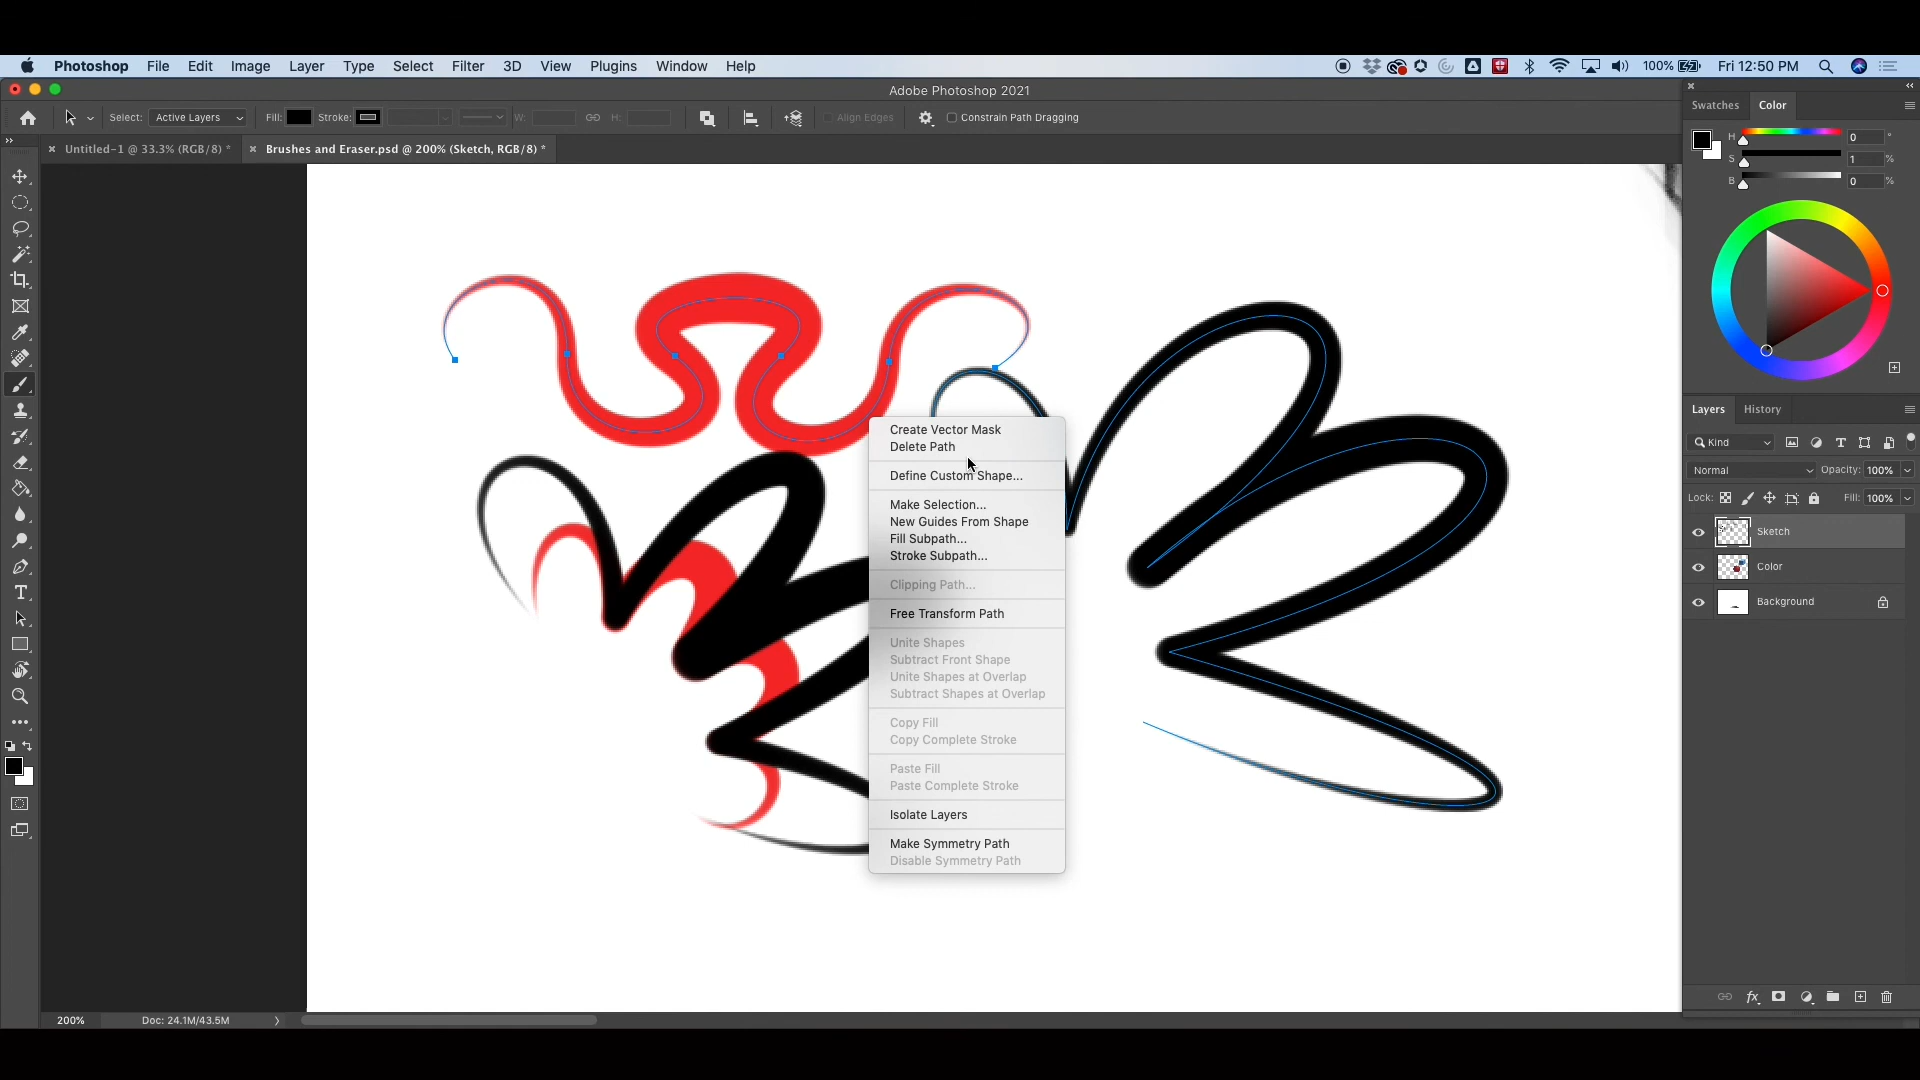 Photoshop File Edit Image Layer Type Select Filter 3D View Plugins Window Help 100% Fri 12:50 PM
Adobe Photoshop 2021
Select: Active Layers Fill: Stroke: W: H: Align Edges Constrain Path Dragging
Untitled-1 @ 33.3% (RGB/8) * Brushes and Eraser.psd @ 200% (Sketch, RGB/8) *
Swatches Color
H 0 °
S 1 %
B 0 %
Create Vector Mask
Delete Path
Define Custom Shape...
Make Selection...
New Guides From Shape
Fill Subpath...
Stroke Subpath...
Clipping Path...
Free Transform Path
Unite Shapes
Subtract Front Shape
Unite Shapes at Overlap
Subtract Shapes at Overlap
Copy Fill
Copy Complete Stroke
Paste Fill
Paste Complete Stroke
Isolate Layers
Make Symmetry Path
Disable Symmetry Path
Layers History
Kind
Normal Opacity: 100%
Lock: Fill: 100%
Sketch
Color
Background
fx
200% Doc: 24.1M/43.5M